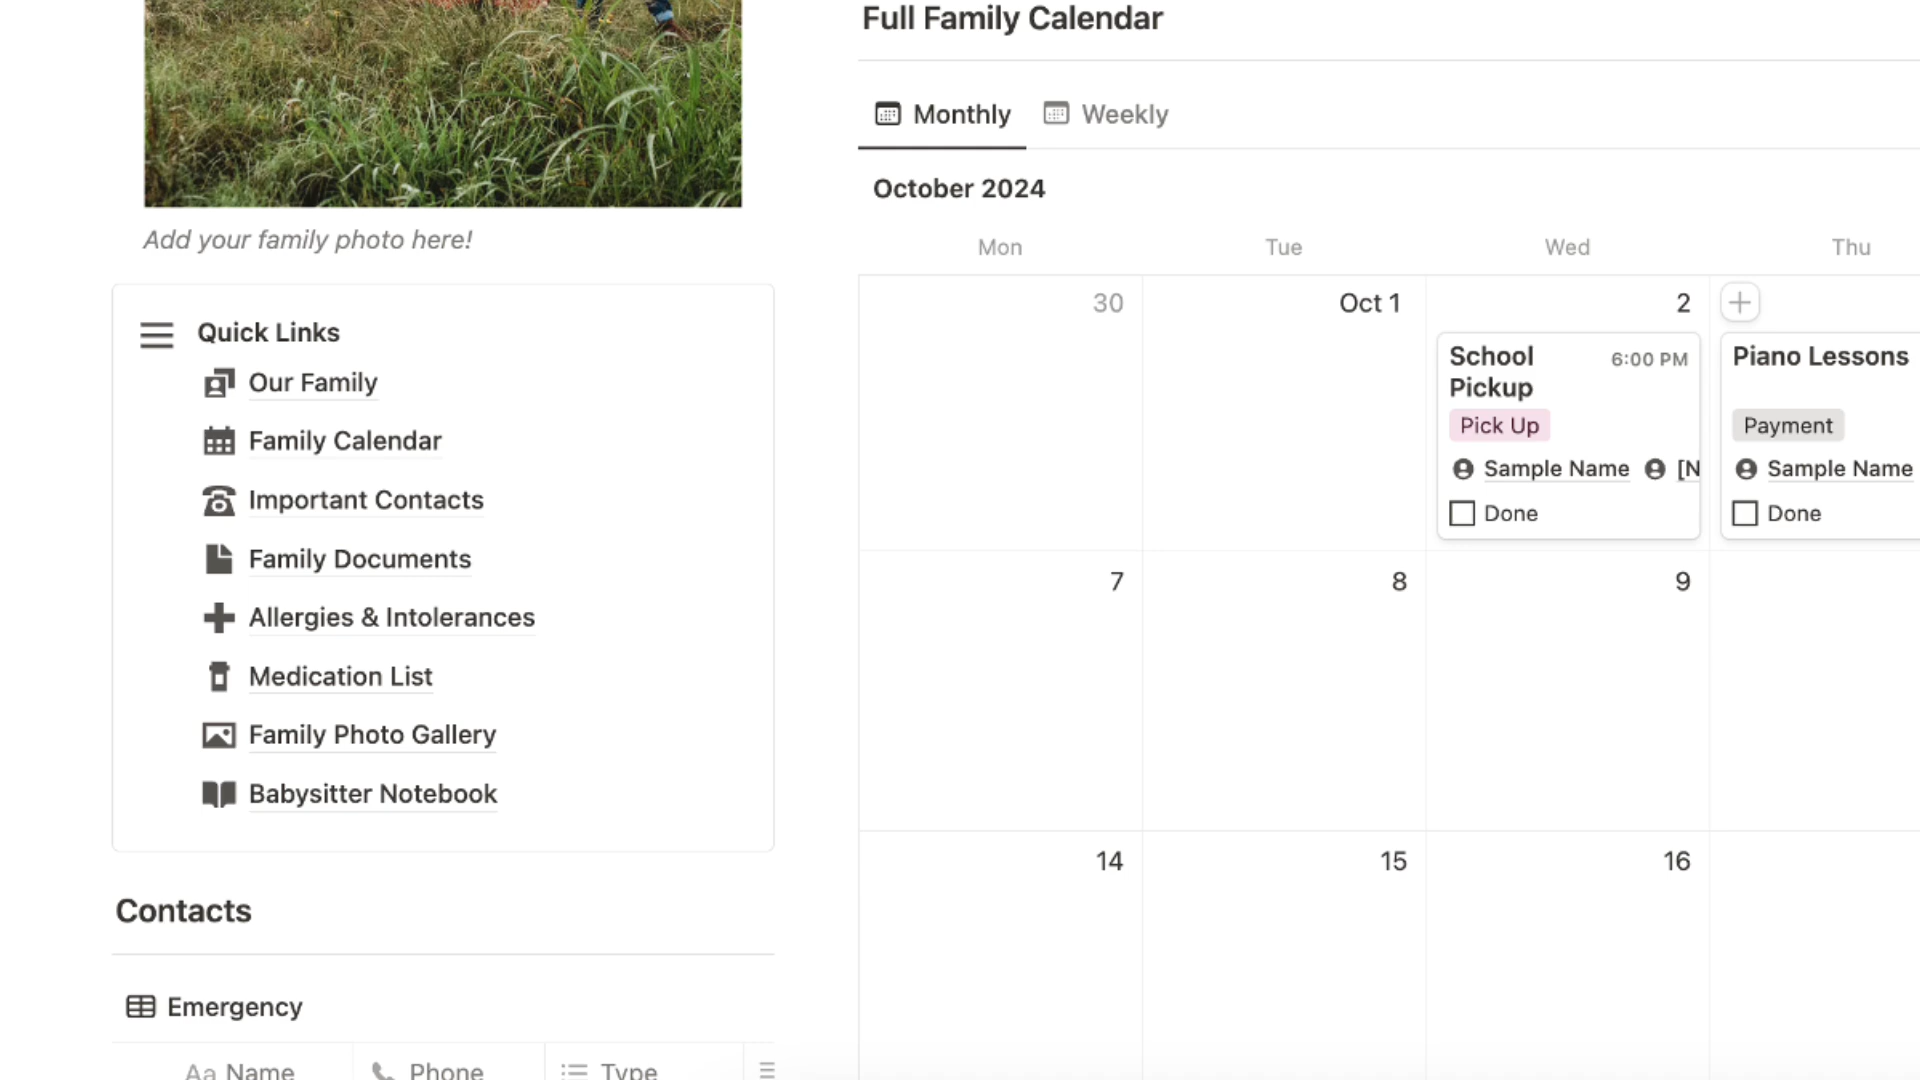 Add your family photo here!
Quick Links
Our Family
Family Calendar
Important Contacts
Family Documents
Allergies & Intolerances
Medication List
Family Photo Gallery
Babysitter Notebook
Contacts
Emergency
Aa Name Phone Type
Full Family Calendar
Monthly Weekly
October 2024
Mon Tue Wed Thu
30 Oct 1 2
School 6:00 PM
Pickup
Pick Up
Sample Name [N
Done
Piano Lessons
Payment
Sample Name
Done
7 8 9
14 15 16